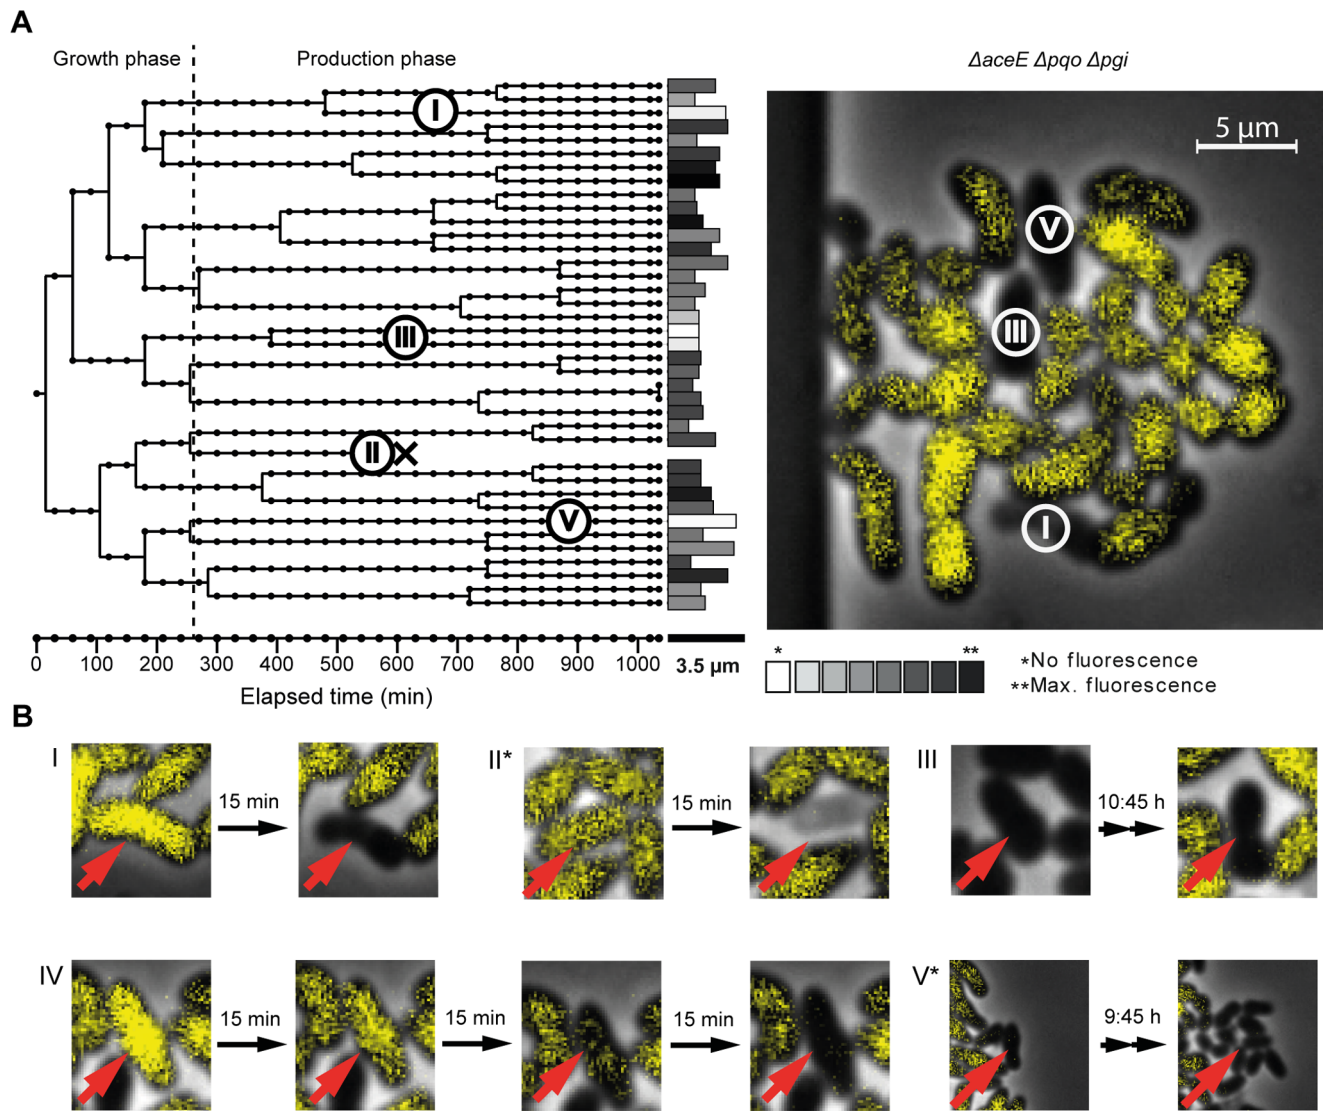 A
Growth phase
Production phase
ΔaceE Δpqo Δpgi
I
III
II
V
5 µm
V
III
I
0 100 200 300 400 500 600 700 800 900 1000
3.5 µm
Elapsed time (min)
* **
*No fluorescence
**Max. fluorescence
B
I
15 min
II*
15 min
III
10:45 h
IV
15 min
15 min
15 min
V*
9:45 h